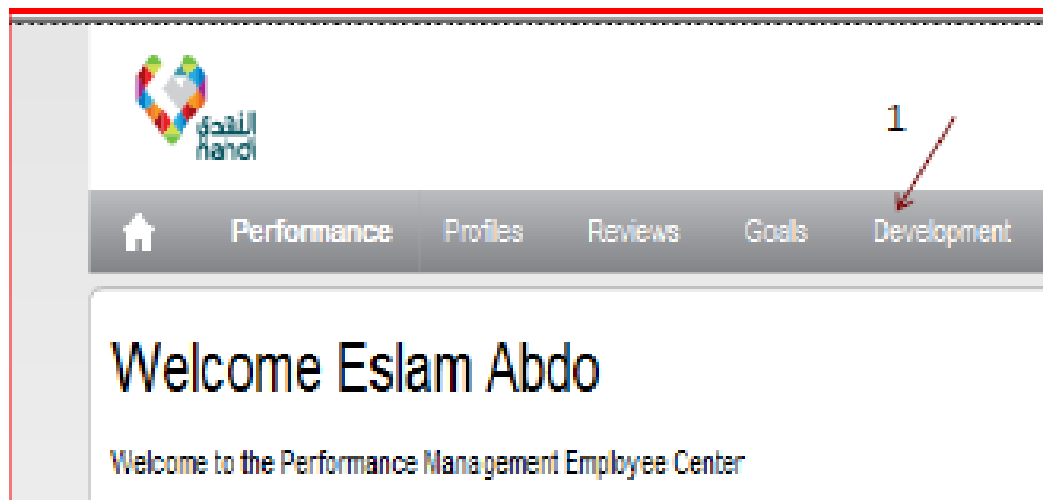 النهدي
nahdi
1
Performance Profiles Reviews Goals Development
Welcome Eslam Abdo
Welcome to the Performance Management Employee Center